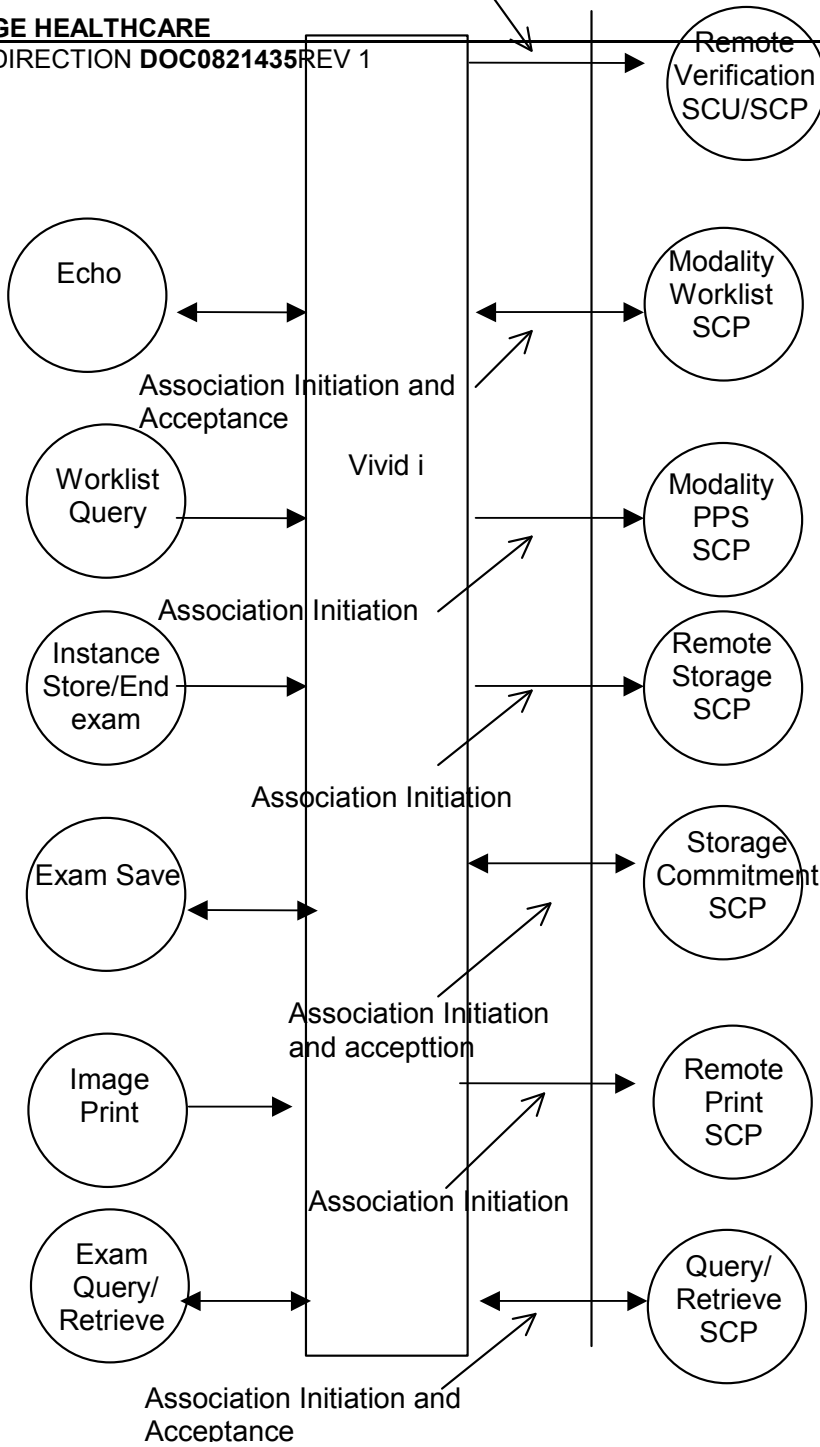 GE HEALTHCARE
DIRECTION DOC0821435REV 1
Remote
Verification
SCU/SCP
Echo
Modality
Worklist
SCP
Association Initiation and
Acceptance
Vivid i
Worklist
Query
Modality
PPS
SCP
Association Initiation
Instance
Store/End
exam
Remote
Storage
SCP
Association Initiation
Exam Save
Storage
Commitment
SCP
Association Initiation
and accepttion
Image
Print
Remote
Print
SCP
Association Initiation
Exam
Query/
Retrieve
Query/
Retrieve
SCP
Association Initiation and
Acceptance